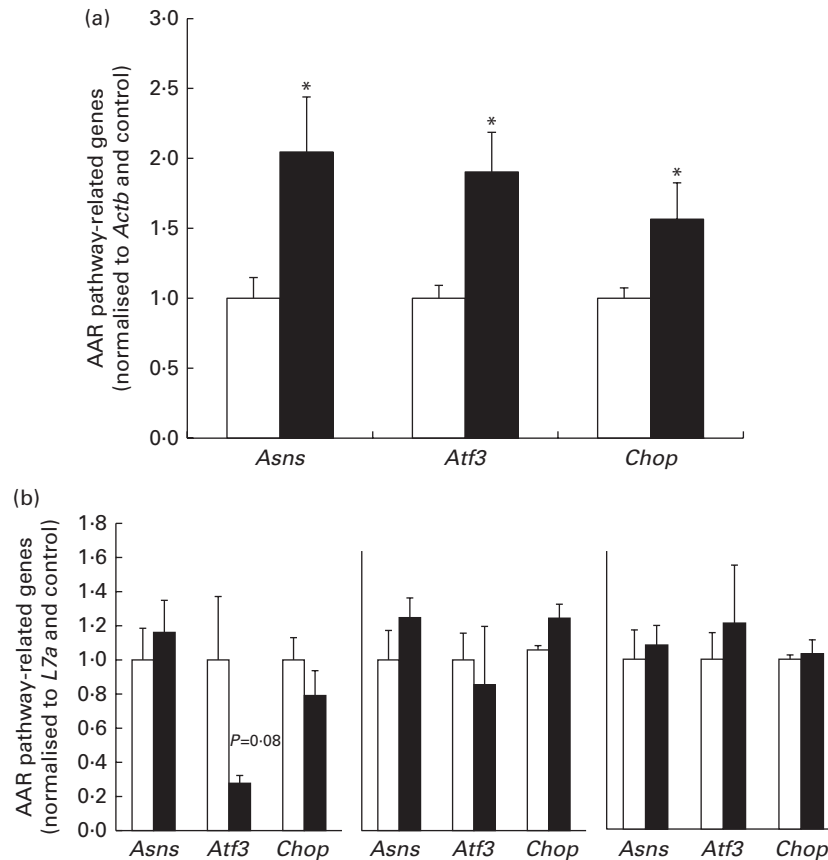 (a)
AAR pathway-related genes
(normalised to Actb and control)
3·0
2·5
2·0
1·5
1·0
0·5
0·0
*
*
*
Asns Atf3 Chop
(b)
AAR pathway-related genes
(normalised to L7a and control)
1·8
1·6
1·4
1·2
1·0
0·8
0·6
0·4
0·2
0·0
P=0·08
Asns Atf3 Chop
Asns Atf3 Chop
Asns Atf3 Chop